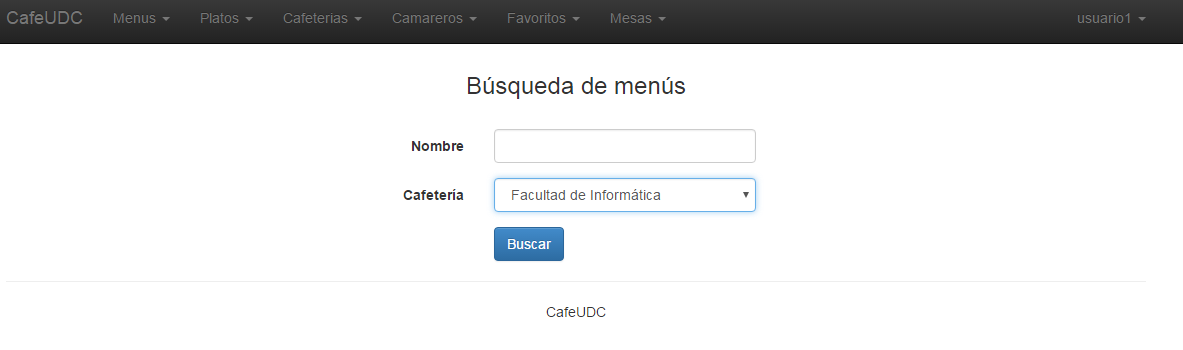 CafeUDC Menus Platos Cafeterias Camareros Favoritos Mesas usuario1
Búsqueda de menús
Nombre
Cafetería Facultad de Informática
Buscar
CafeUDC